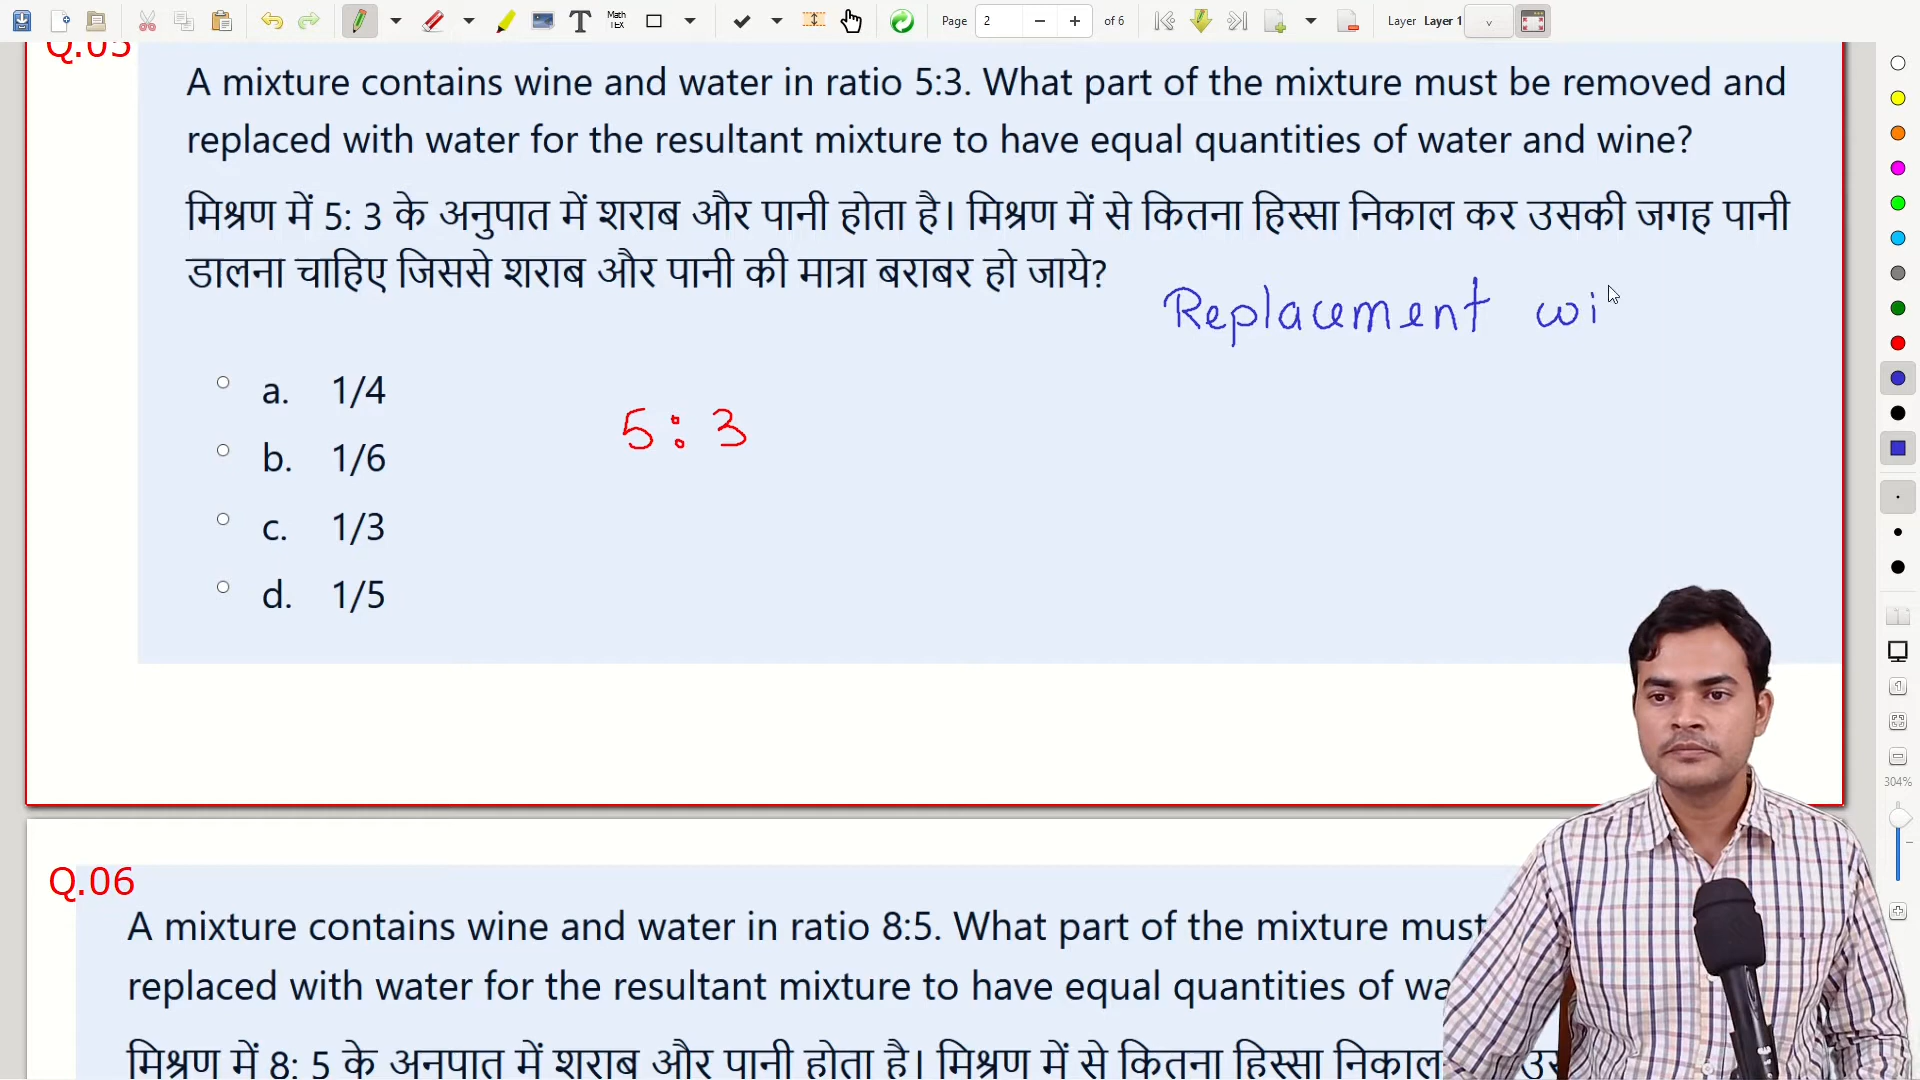 Math
TEX
Page 2 of 6
Layer Layer 1
Q.05
A mixture contains wine and water in ratio 5:3. What part of the mixture must be removed and
replaced with water for the resultant mixture to have equal quantities of water and wine?
मिश्रण में 5: 3 के अनुपात में शराब और पानी होता है। मिश्रण में से कितना हिस्सा निकाल कर उसकी जगह पानी
डालना चाहिए जिससे शराब और पानी की मात्रा बराबर हो जाये?
Replacement wi
a. 1/4
5:3
b. 1/6
c. 1/3
d. 1/5
304%
Q.06
A mixture contains wine and water in ratio 8:5. What part of the mixture must
replaced with water for the resultant mixture to have equal quantities of wa
मिश्रण में 8: 5 के अनुपात में शराब और पानी होता है। मिश्रण में से कितना हिस्सा निकाल